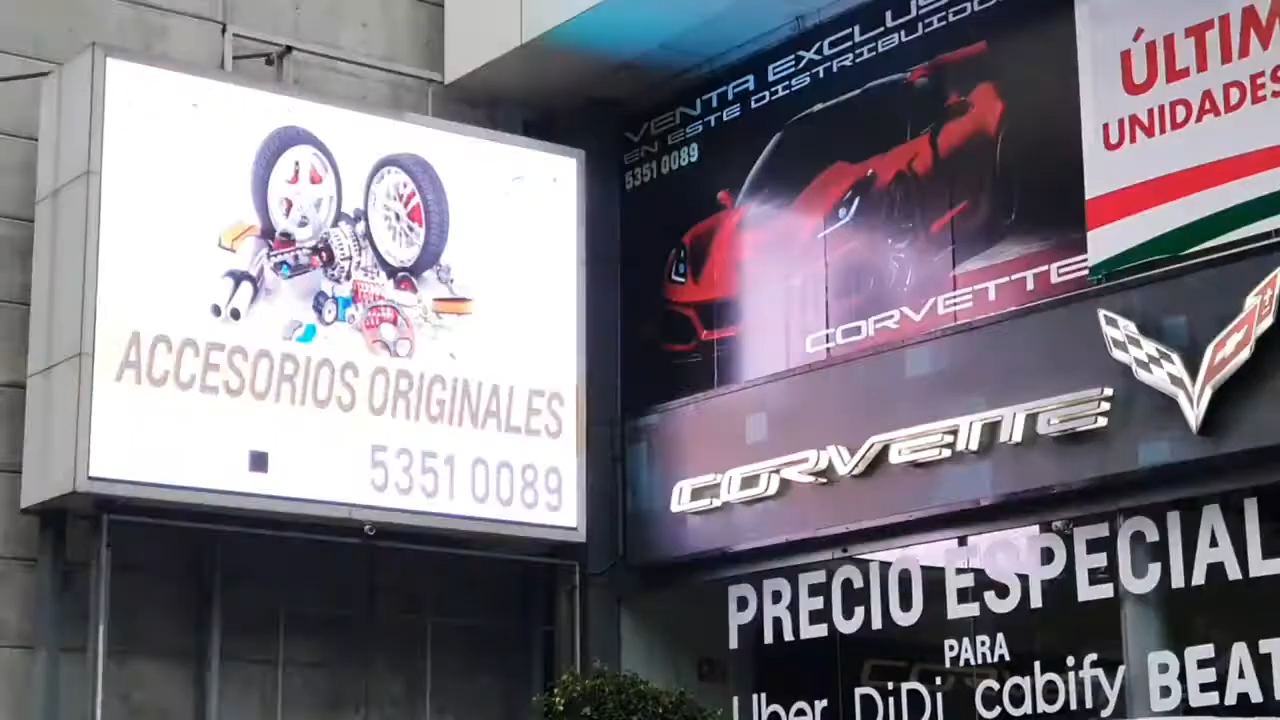 ACCESORIOS ORIGINALES
5351 0089
VENTA EXCLUS
EN ESTE DISTRIBUIDO
5351 0089
CORVETTE
ÚLTIM
UNIDADES
CORVETTE
PRECIO ESPECIAL
PARA
Uber DiDi cabify BEAT